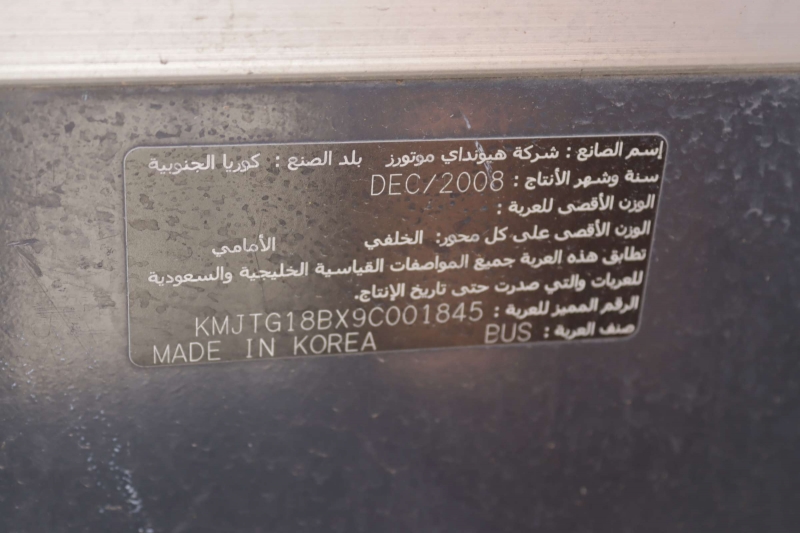 إسم الصانع : شركة هيونداي موتورز بلد الصنع : كوريا الجنوبية
سنة وشهر الأنتاج : DEC/2008
الوزن الأقصى للعربة :
الوزن الأقصى على كل محور: الخلفي الأمامي
تطابق هذه العربة جميع المواصفات القياسية الخليجية والسعودية
للعربات والتي صدرت حتى تاريخ الإنتاج.
الرقم المميز للعربة : KMJTG18BX9C001845
صنف العربة : BUS
MADE IN KOREA